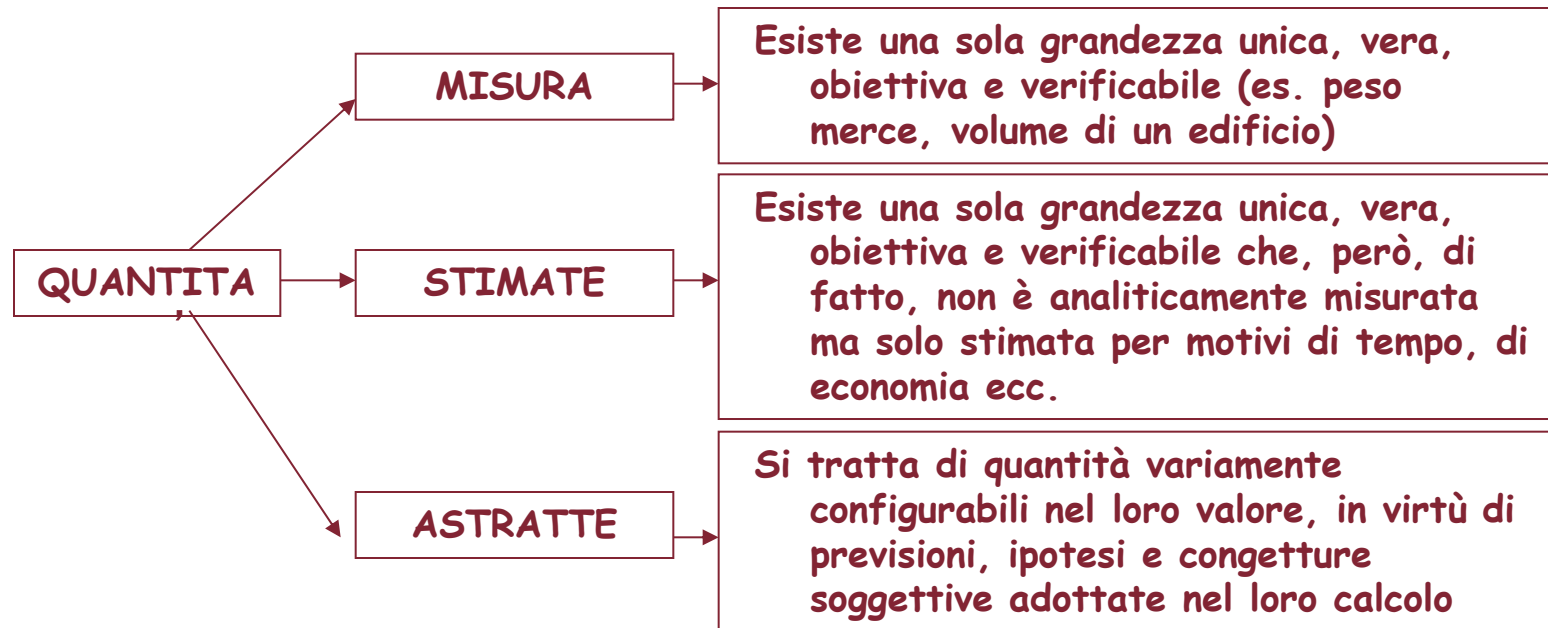 MISURA
Esiste una sola grandezza unica, vera,
obiettiva e verificabile (es. peso
merce, volume di un edificio)
QUANTITA
'
STIMATE
Esiste una sola grandezza unica, vera,
obiettiva e verificabile che, però, di
fatto, non è analiticamente misurata
ma solo stimata per motivi di tempo, di
economia ecc.
ASTRATTE
Si tratta di quantità variamente
configurabili nel loro valore, in virtù di
previsioni, ipotesi e congetture
soggettive adottate nel loro calcolo